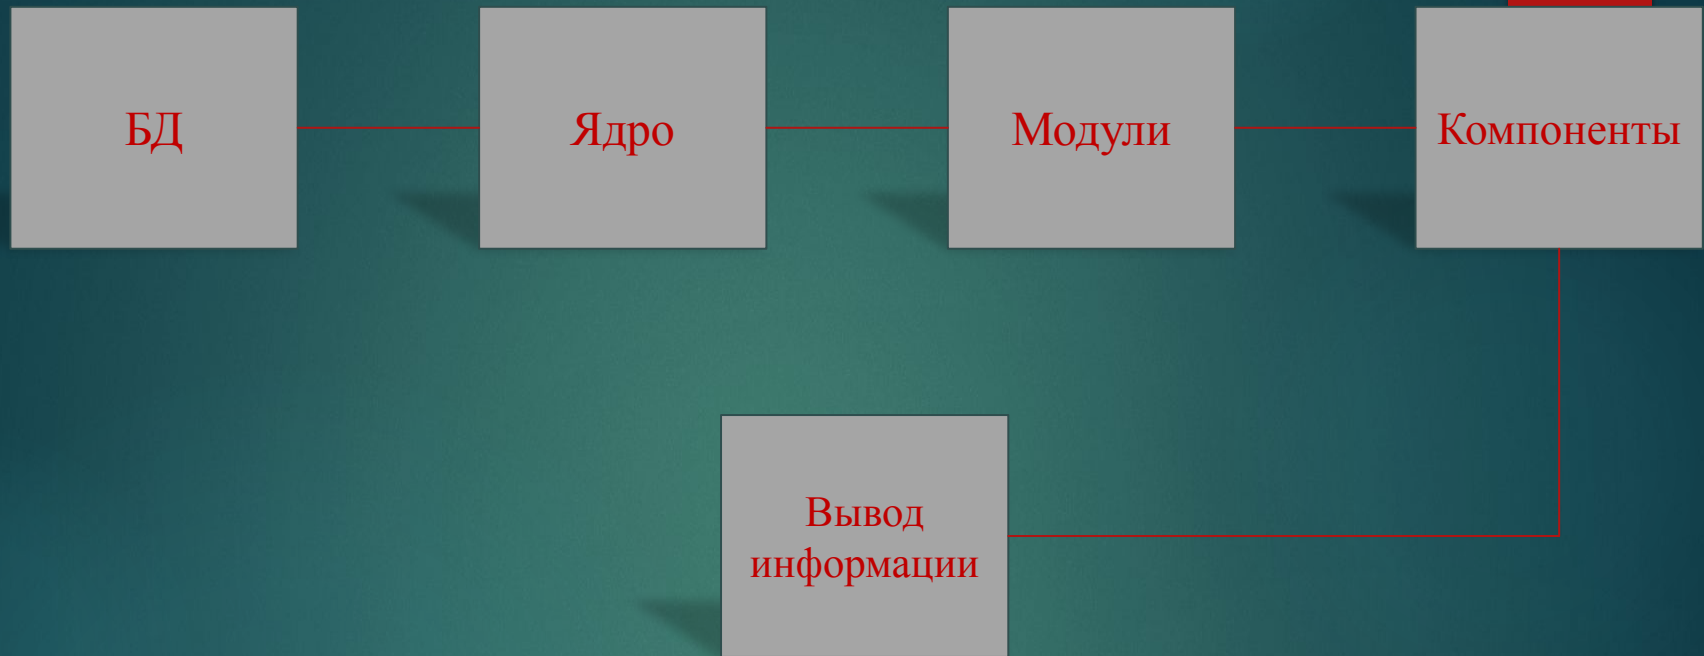 БД
Ядро
Модули
Компоненты
Вывод
информации